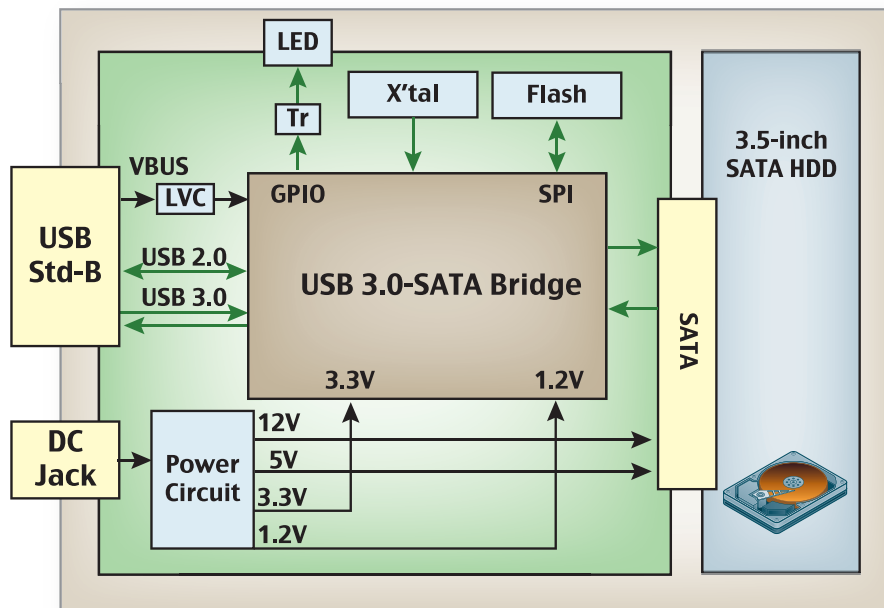 LED
X'tal
Flash
Tr
3.5-inch
SATA HDD
VBUS
LVC
GPIO
SPI
USB
Std-B
USB 2.0
USB 3.0
USB 3.0-SATA Bridge
SATA
3.3V
1.2V
DC
Jack
Power
Circuit
12V
5V
3.3V
1.2V